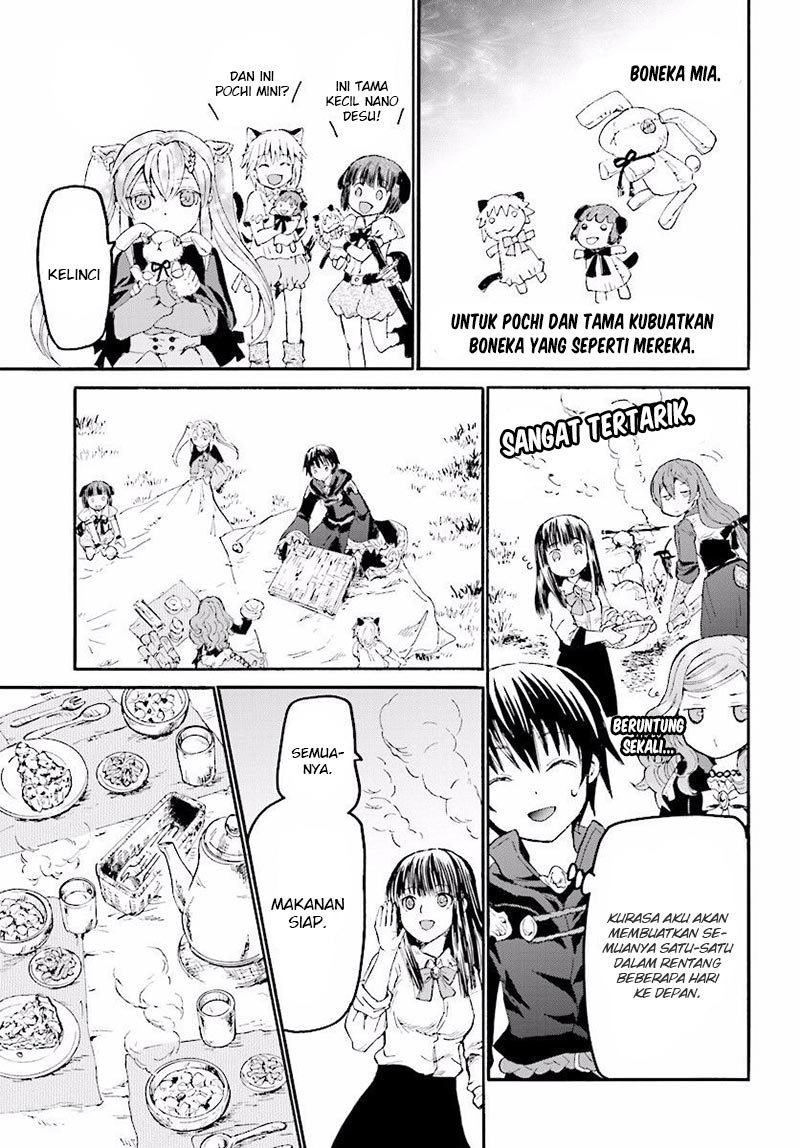 BONEKA MIA.
UNTUK POCHI DAN TAMA KUBUATKAN
BONEKA YANG SEPERTI MEREKA.
INI TAMA
KECIL NANO
DESU!
DAN INI
POCHI MINI?
KELINCI
SANGAT TERTARIK.
BERUNTUNG
SEKALI...
KURASA AKU AKAN
MEMBUATKAN SE-
MUANYA SATU-SATU
DALAM RENTANG
BEBERAPA HARI
KE DEPAN.
SEMUA-
NYA.
MAKANAN
SIAP.